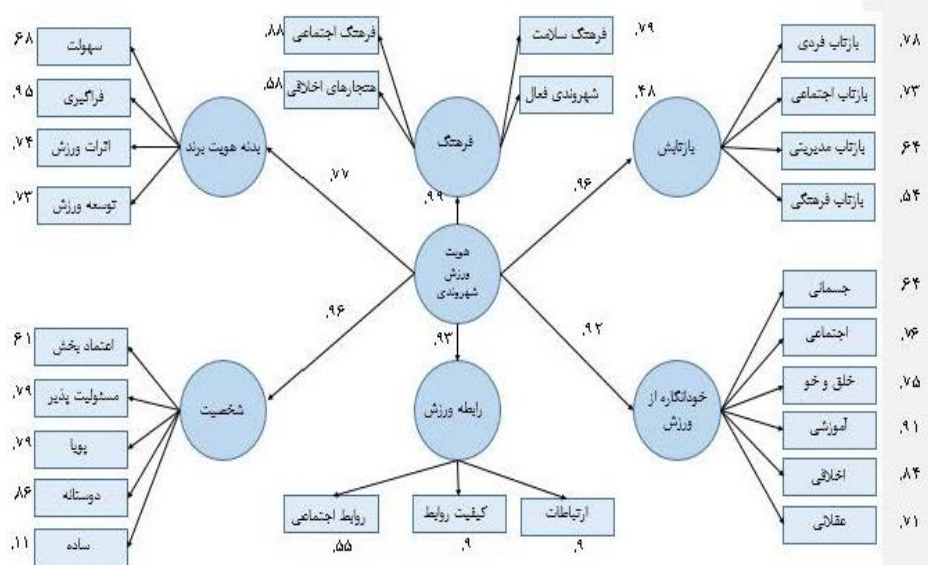 سهولت
۶۸
فراگیری
.۹۵
اثرات ورزش
.۷۴
توسعه ورزش
.۷۳
بدنه هویت برند
.۷۷
فرهنگ اجتماعی
.۸۸
هنجارهای اخلاقی
.۵۸
فرهنگ سلامت
.۷۹
شهروندی فعال
.۴۸
فرهنگ
.۹۹
بازتاب فردی
.۷۸
بازتاب اجتماعی
.۷۳
بازتاب مدیریتی
۶۴
بازتاب فرهنگی
.۵۴
بازتابش
.۹۶
هویت
ورزش
شهروندی
اعتماد بخش
۶۱
مسئولیت پذیر
.۷۹
پویا
.۷۹
دوستانه
.۸۶
ساده
.۱۱
شخصیت
.۹۶
رابطه ورزش
.۹۳
روابط اجتماعی
.۵۵
کیفیت روابط
.۹
ارتباطات
.۹
جسمانی
۶۴
اجتماعی
.۷۶
خلق و خو
.۷۵
آموزشی
.۹۱
اخلاقی
.۸۴
عقلانی
.۷۱
خودانگاره از
ورزش
.۹۲